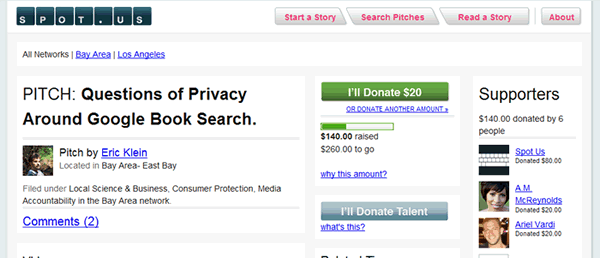 SPOT.US
Start a Story
Search Pitches
Read a Story
About
All Networks | Bay Area | Los Angeles
PITCH: Questions of Privacy
Around Google Book Search.
Pitch by Eric Klein
Located in Bay Area- East Bay
Filed under Local Science & Business, Consumer Protection, Media
Accountability in the Bay Area network.
Comments (2)
I'll Donate $20
OR DONATE ANOTHER AMOUNT »
$140.00 raised
$260.00 to go
why this amount?
I'll Donate Talent
what's this?
Supporters
$140.00 donated by 6
people
Spot Us
Donated $80.00
A M
McReynolds
Donated $20.00
Ariel Vardi
Donated $20.00